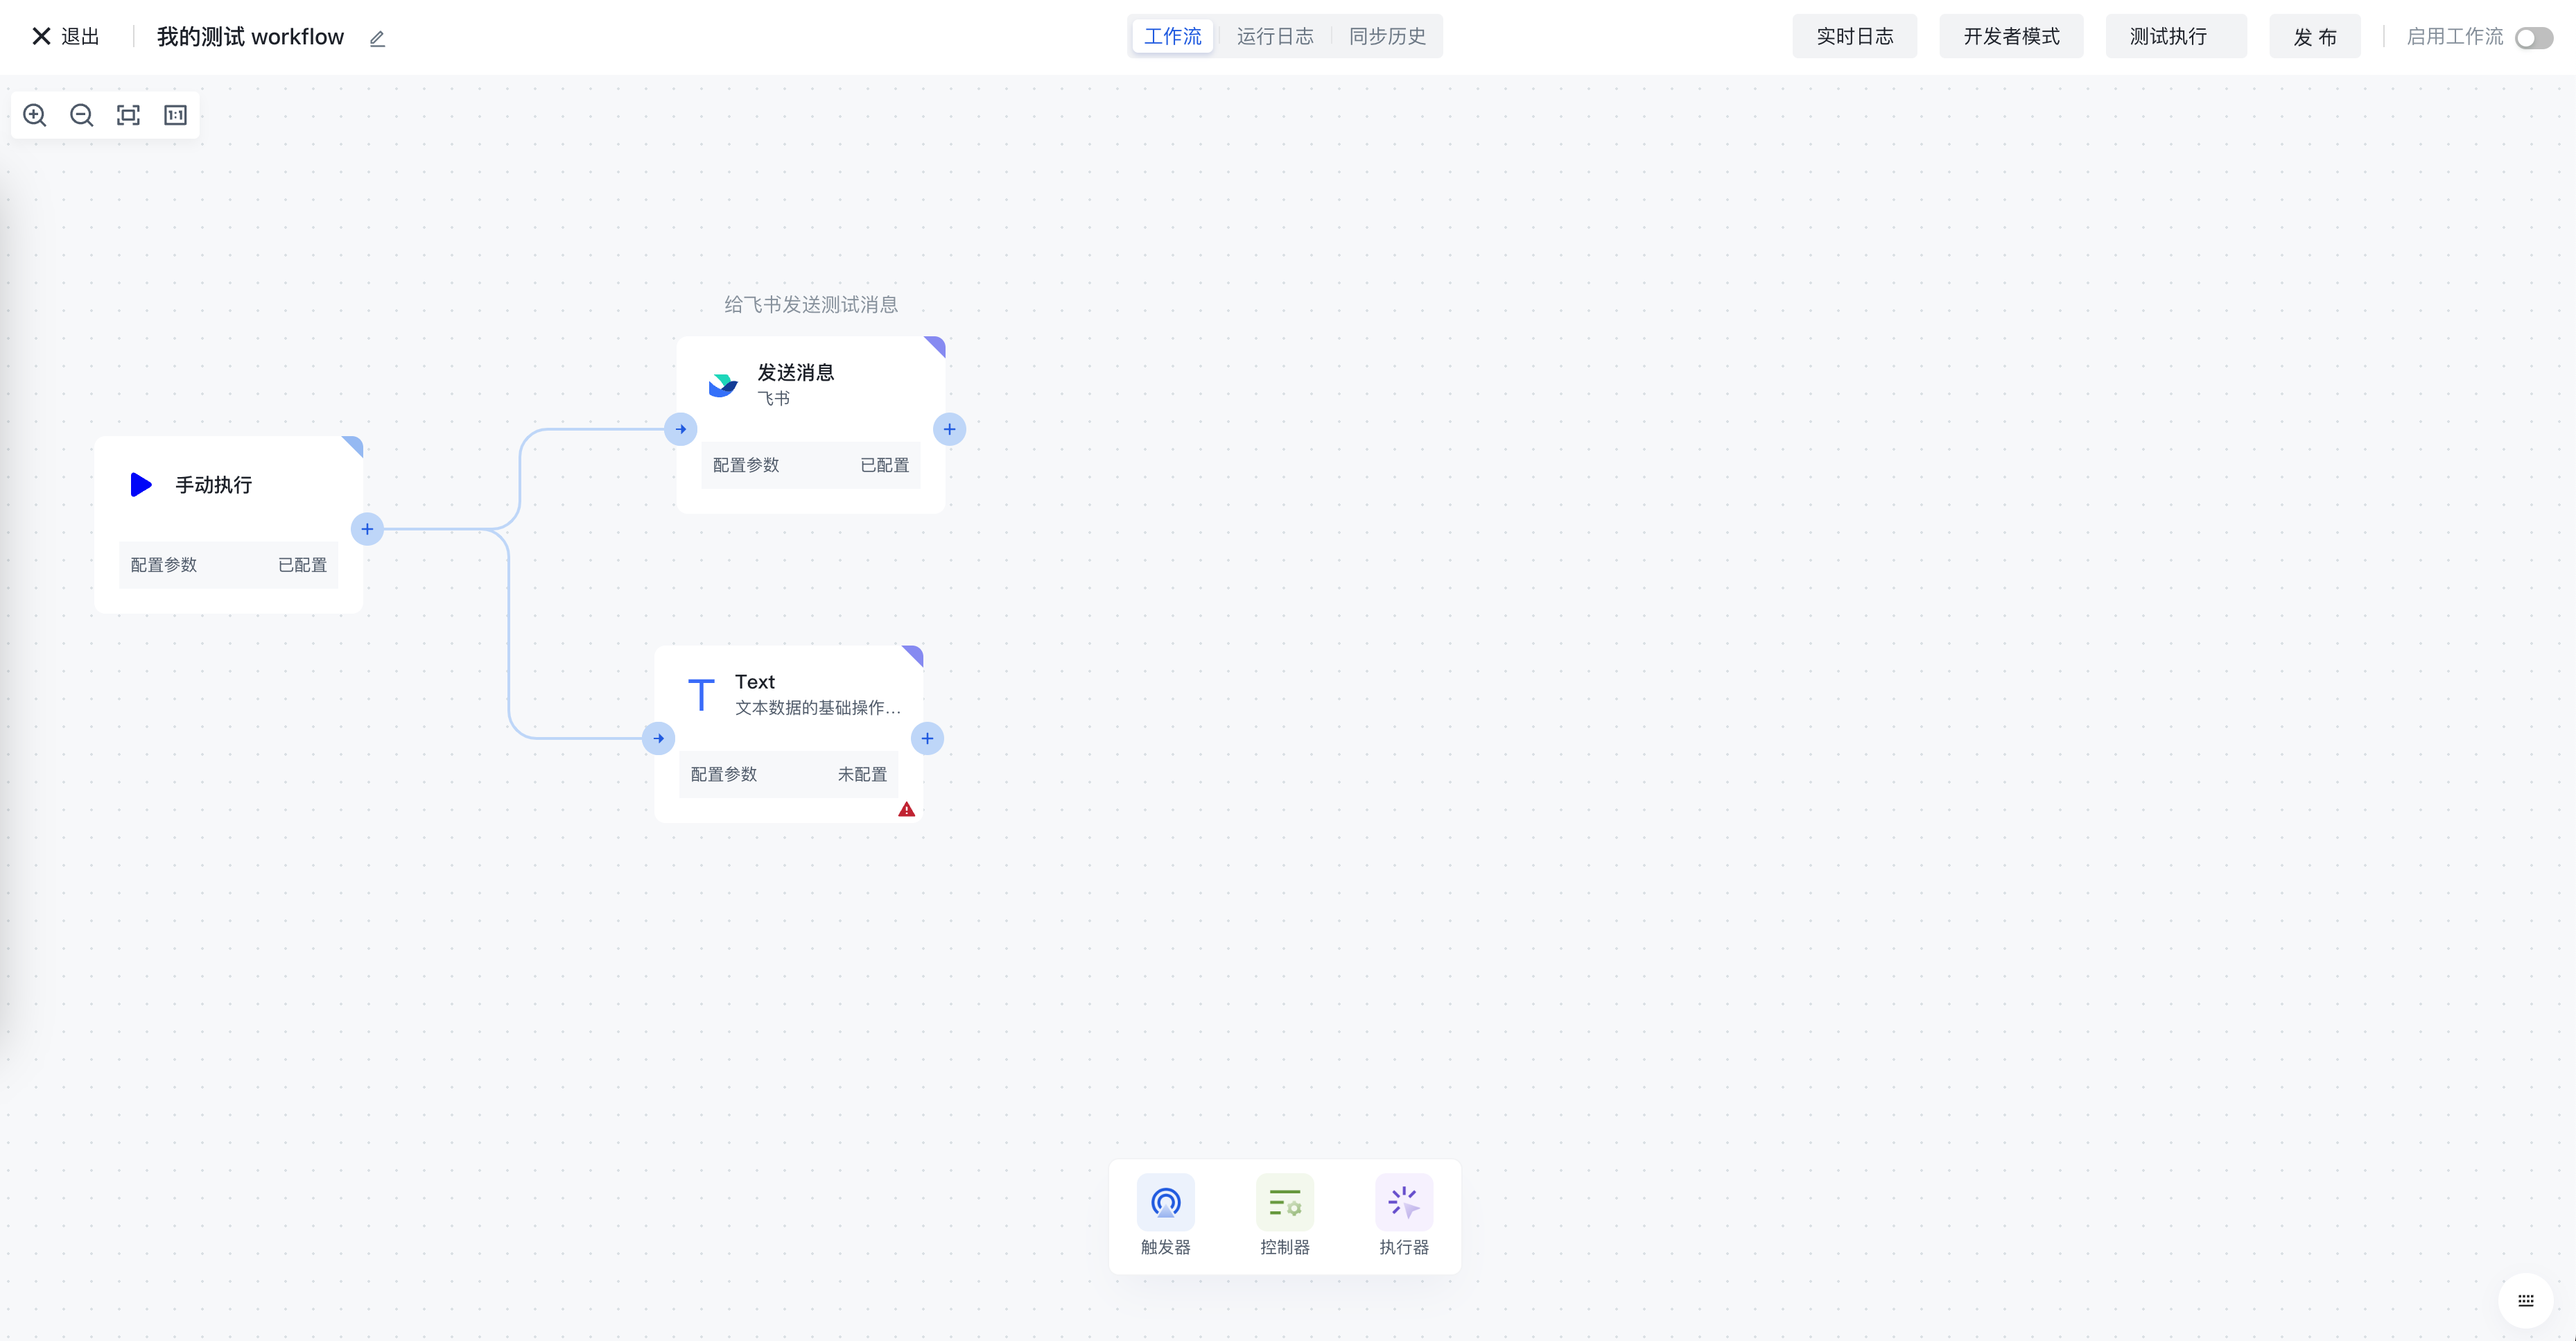 退出
我的测试 workflow
工作流
运行日志
同步历史
实时日志
开发者模式
测试执行
发 布
启用工作流
1:1
给飞书发送测试消息
发送消息
飞书
配置参数 已配置
手动执行
配置参数 已配置
Text
文本数据的基础操作...
配置参数 未配置
触发器
控制器
执行器